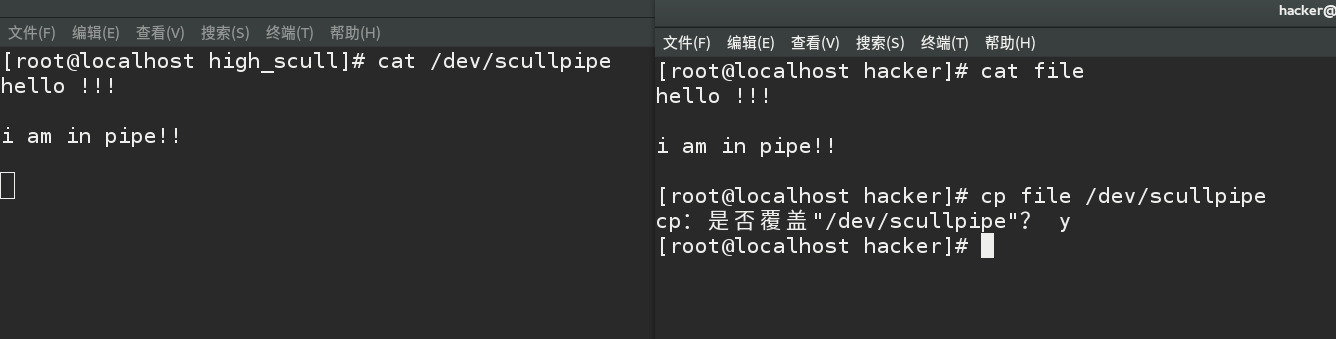 文件(F) 编辑(E) 查看(V) 搜索(S) 终端(T) 帮助(H)
[root@localhost high_scull]# cat /dev/scullpipe
hello !!!
i am in pipe!!
hacker@
文件(F) 编辑(E) 查看(V) 搜索(S) 终端(T) 帮助(H)
[root@localhost hacker]# cat file
hello !!!
i am in pipe!!
[root@localhost hacker]# cp file /dev/scullpipe
cp：是否覆盖"/dev/scullpipe"？ y
[root@localhost hacker]#